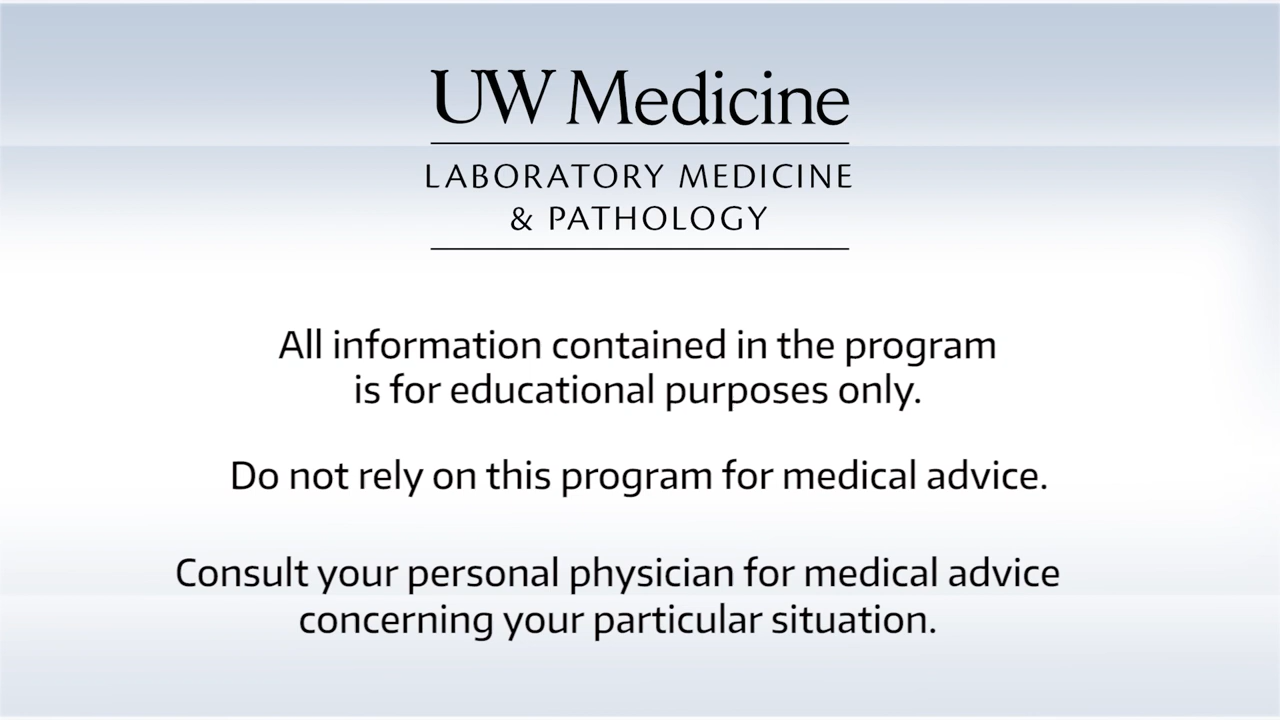 UW Medicine
LABORATORY MEDICINE
& PATHOLOGY
All information contained in the program
is for educational purposes only.
Do not rely on this program for medical advice.
Consult your personal physician for medical advice
concerning your particular situation.